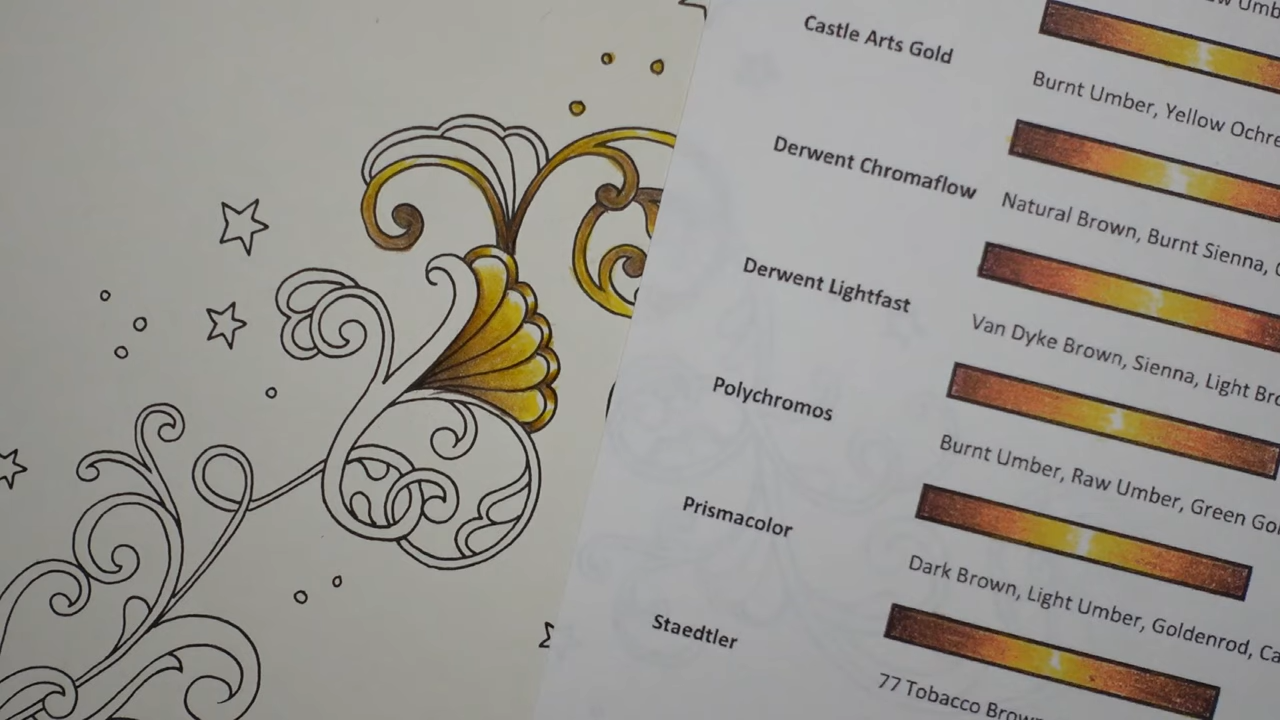 Castle Arts Gold
Burnt Umber, Yellow Ochre
Derwent Chromaflow
Natural Brown, Burnt Sienna,
Derwent Lightfast
Van Dyke Brown, Sienna, Light
Polychromos
Burnt Umber, Raw Umber, Green
Prismacolor
Dark Brown, Light Umber, Goldenrod,
Staedtler
77 Tobacco